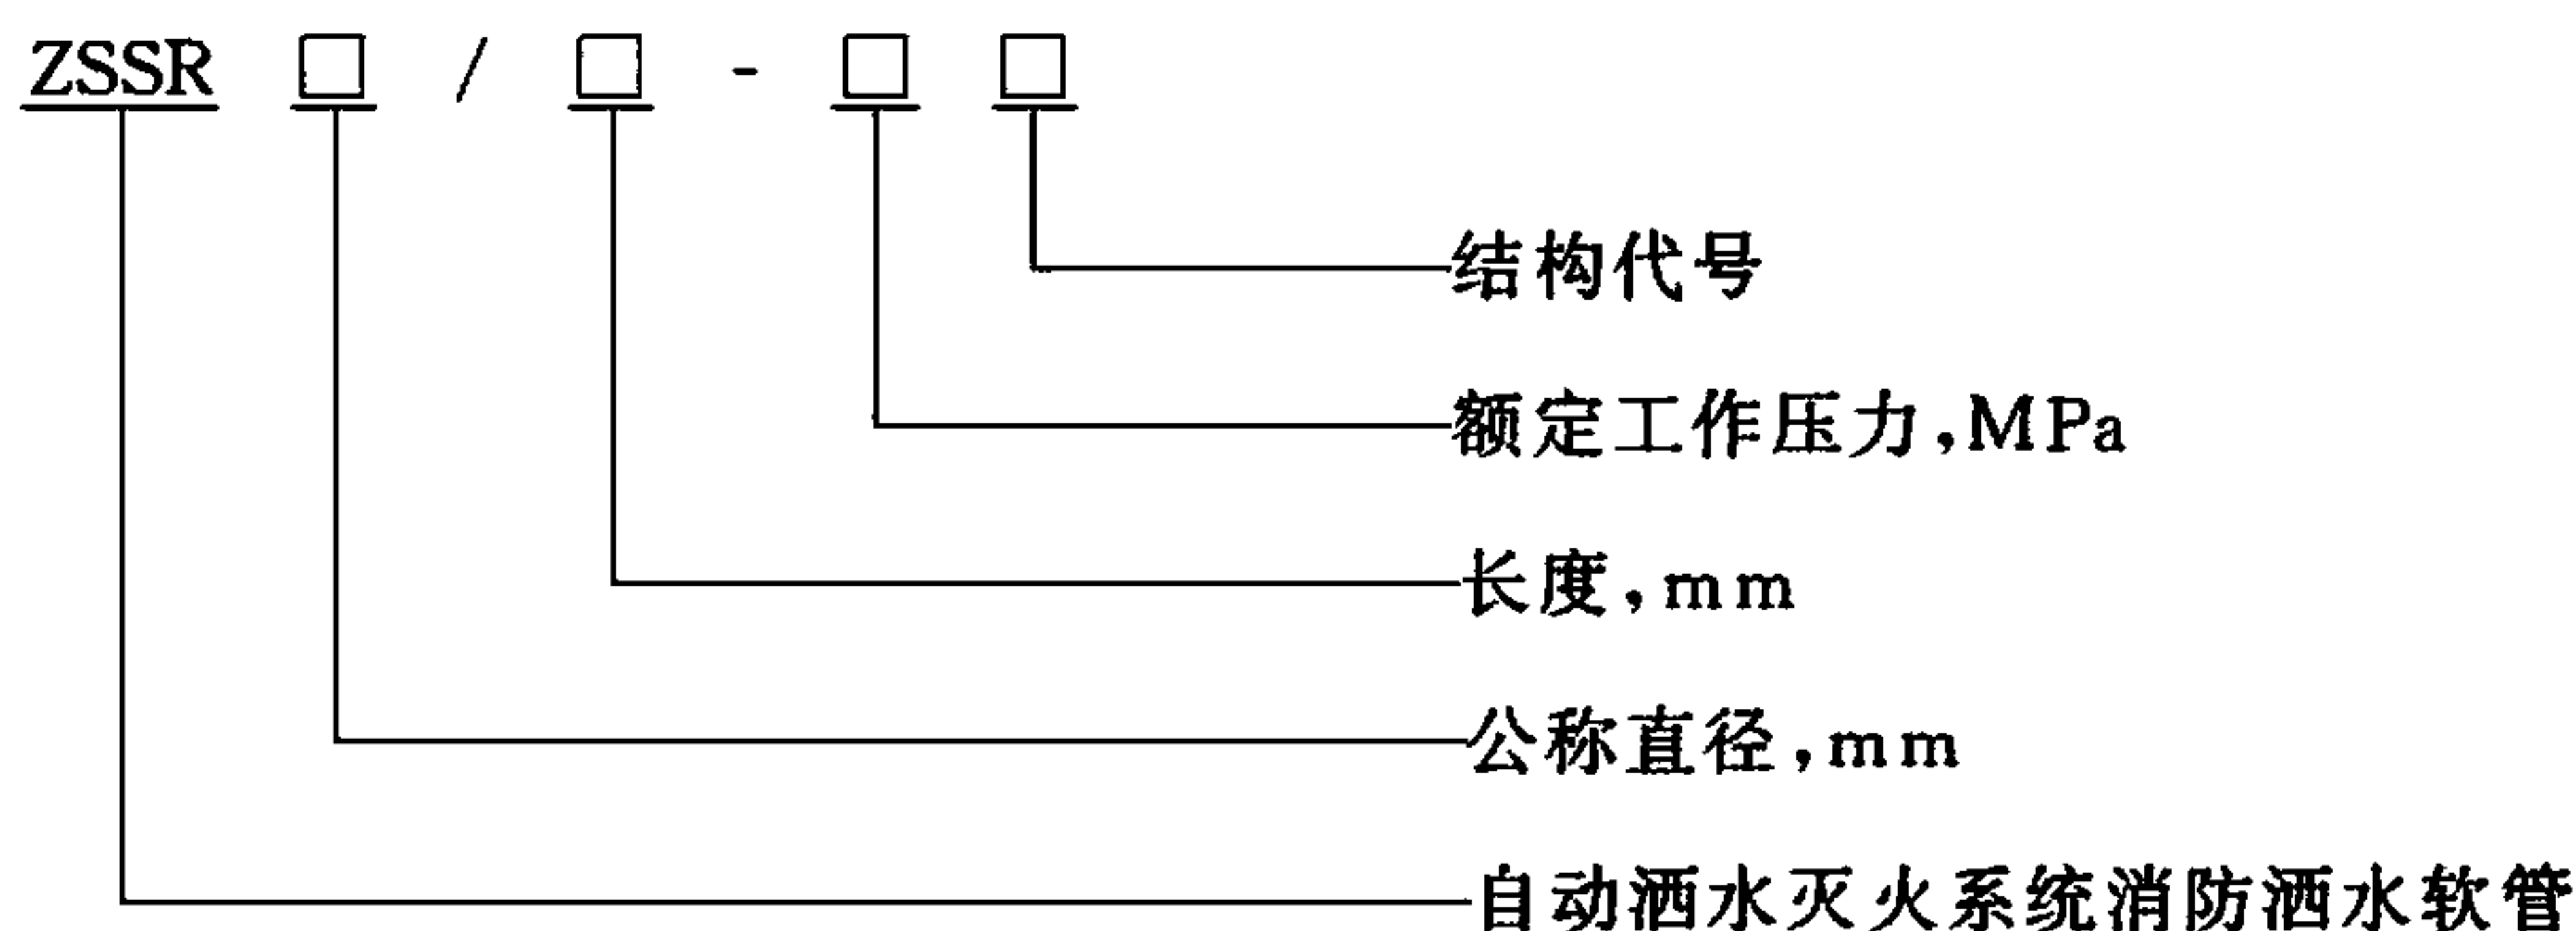 ZSSR □ / □ - □ □
结构代号
额定工作压力,MPa
长度,mm
公称直径,mm
自动洒水灭火系统消防洒水软管